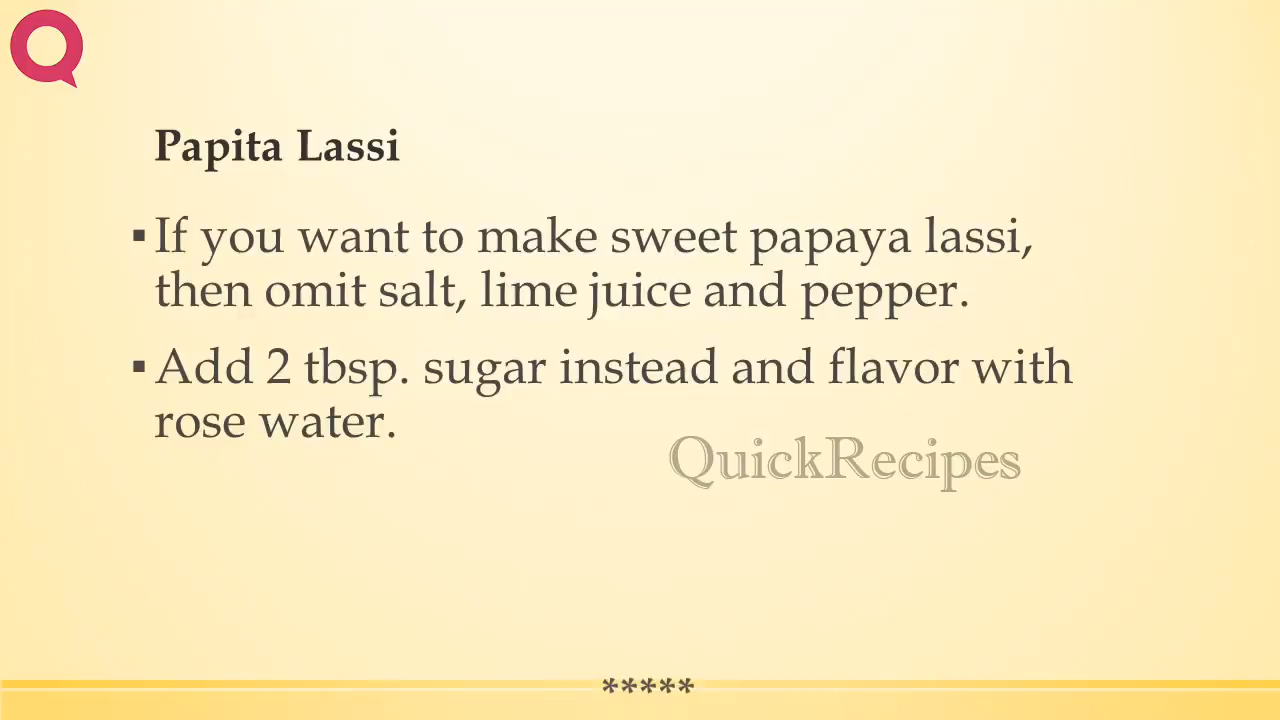 Papita Lassi
▪ If you want to make sweet papaya lassi,
then omit salt, lime juice and pepper.
▪ Add 2 tbsp. sugar instead and flavor with
rose water.
QuickRecipes
*****